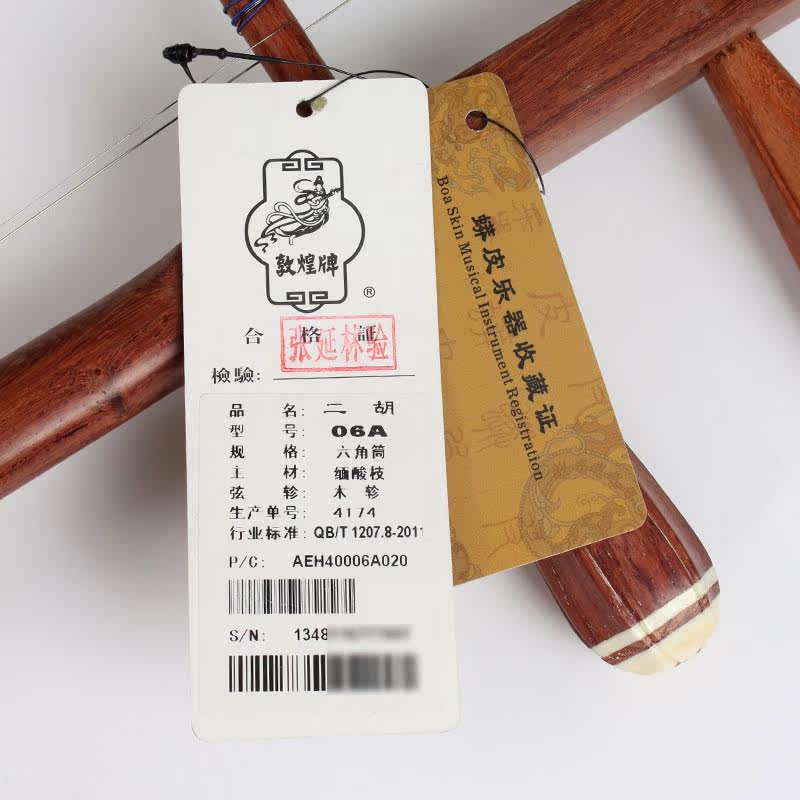 敦煌牌
®
合格證
张延林验
檢驗:
品名: 二胡
型号: 06A
规格: 六角筒
主材: 缅酸枝
弦轸: 木轸
生产单号: 4174
行业标准: QB/T 1207.8-2011
P/C: AEH40006A020
S/N: 1348
蟒皮乐器收藏证
Boa Skin Musical Instrument Registration